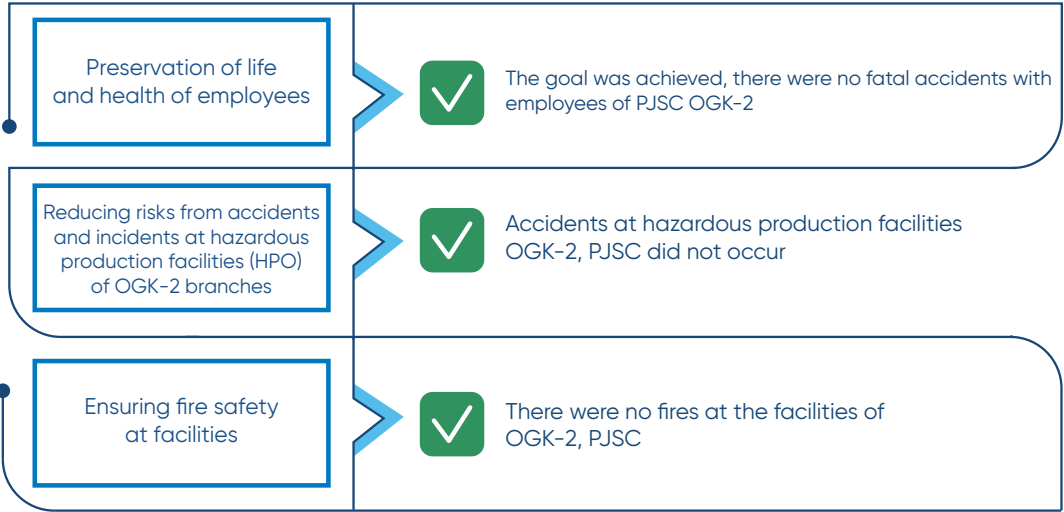 Preservation of life
and health of employees
The goal was achieved, there were no fatal accidents with
employees of PJSC OGK-2
Reducing risks from accidents
and incidents at hazardous
production facilities (HPO)
of OGK-2 branches
Accidents at hazardous production facilities
OGK-2, PJSC did not occur
Ensuring fire safety
at facilities
There were no fires at the facilities of
OGK-2, PJSC